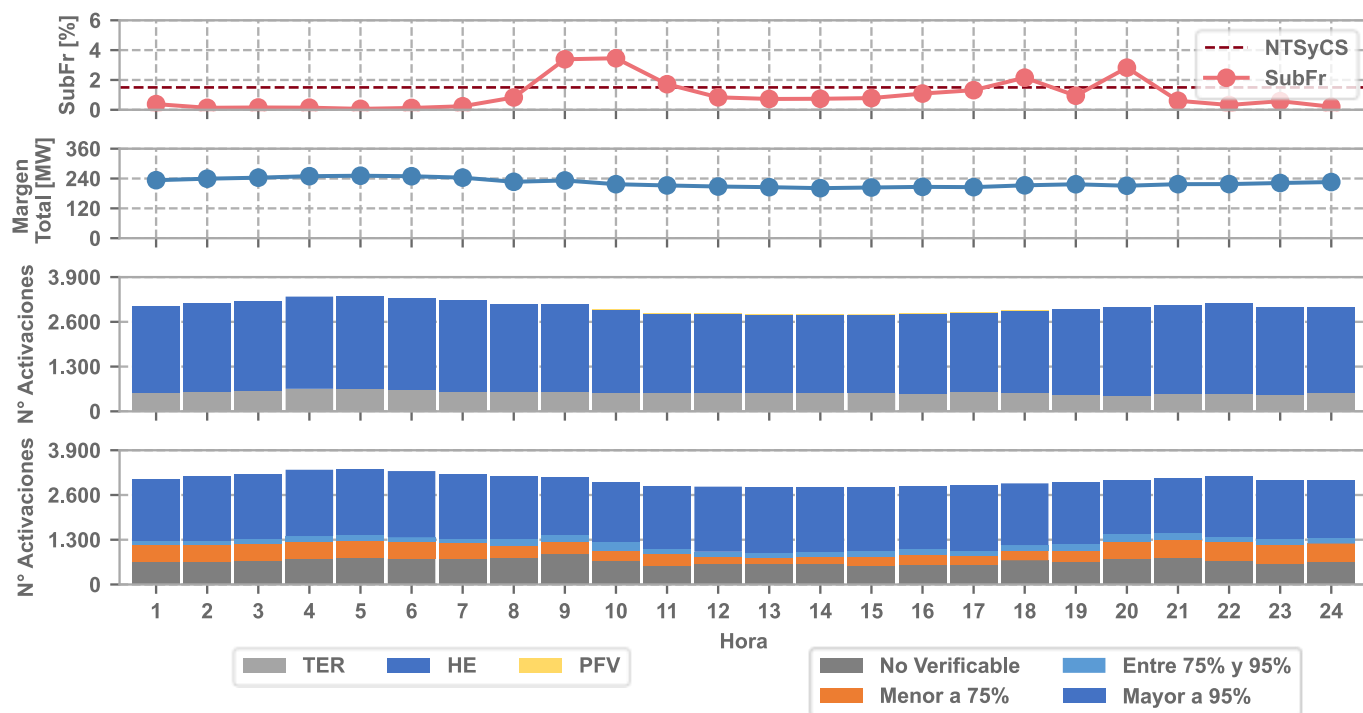 SubFr [%]
6
4
2
0
NTSyCS
SubFr
Margen
Total [MW]
360
240
120
0
N° Activaciones
3.900
2.600
1.300
0
N° Activaciones
3.900
2.600
1.300
0
1 2 3 4 5 6 7 8 9 10 11 12 13 14 15 16 17 18 19 20 21 22 23 24
Hora
TER HE PFV
No Verificable Entre 75% y 95%
Menor a 75% Mayor a 95%